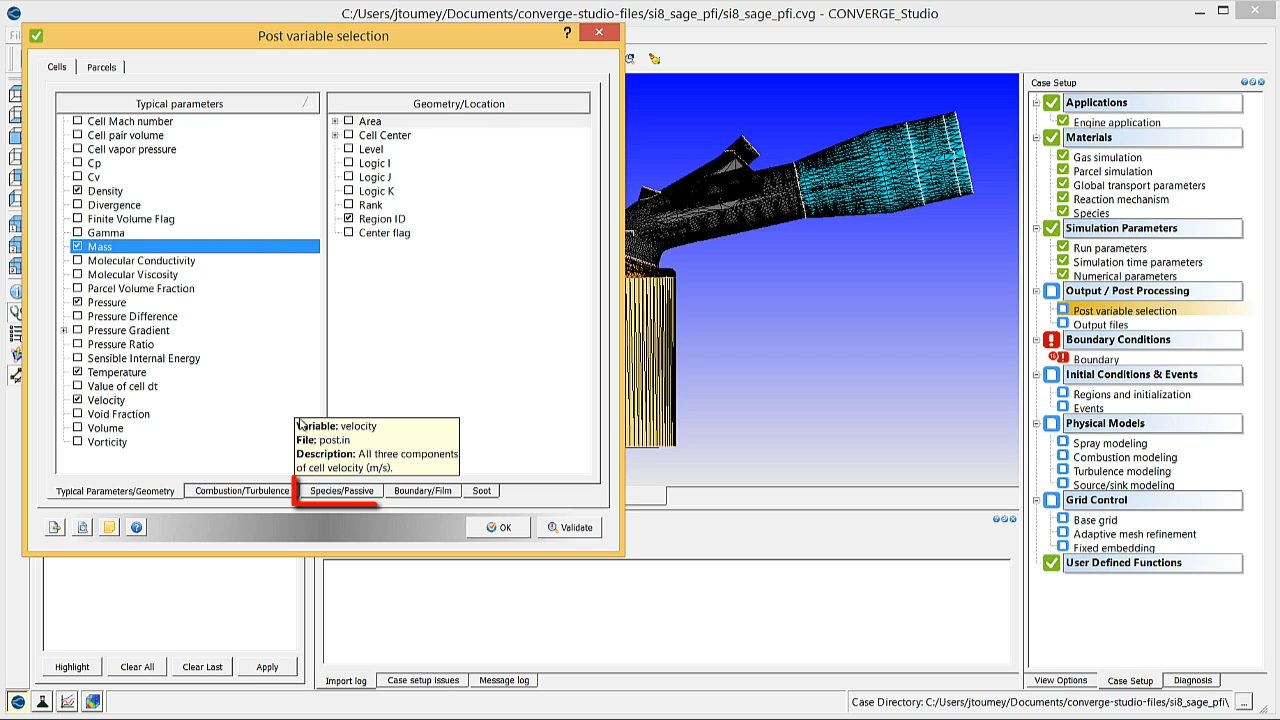 C:/Users/jtoumey/Documents/converge-studio-files/si8_sage_pfi/si8_sage_pfi.cvg - CONVERGE_Studio
Post variable selection
?
Cells
Parcels
Typical parameters
Cell Mach number
Cell pair volume
Cell vapor pressure
Cp
Cv
Density
Divergence
Finite Volume Flag
Gamma
Mass
Molecular Conductivity
Molecular Viscosity
Parcel Volume Fraction
Pressure
Pressure Difference
Pressure Gradient
Pressure Ratio
Sensible Internal Energy
Temperature
Value of cell dt
Velocity
Void Fraction
Volume
Vorticity
Geometry/Location
Area
Cell Center
Level
Logic I
Logic J
Logic K
Rank
Region ID
Center flag
Variable: velocity
File: post.in
Description: All three components
of cell velocity (m/s).
Typical Parameters/Geometry
Combustion/Turbulence
Species/Passive
Boundary/Film
Soot
OK
Validate
Highlight
Clear All
Clear Last
Apply
Import log
Case setup issues
Message log
Case Setup
Applications
Engine application
Materials
Gas simulation
Parcel simulation
Global transport parameters
Reaction mechanism
Species
Simulation Parameters
Run parameters
Simulation time parameters
Numerical parameters
Output / Post Processing
Post variable selection
Output files
Boundary Conditions
Boundary
Initial Conditions & Events
Regions and initialization
Events
Physical Models
Spray modeling
Combustion modeling
Turbulence modeling
Source/sink modeling
Grid Control
Base grid
Adaptive mesh refinement
Fixed embedding
User Defined Functions
View Options
Case Setup
Diagnosis
Case Directory: C:/Users/jtoumey/Documents/converge-studio-files/si8_sage_pfi\
...